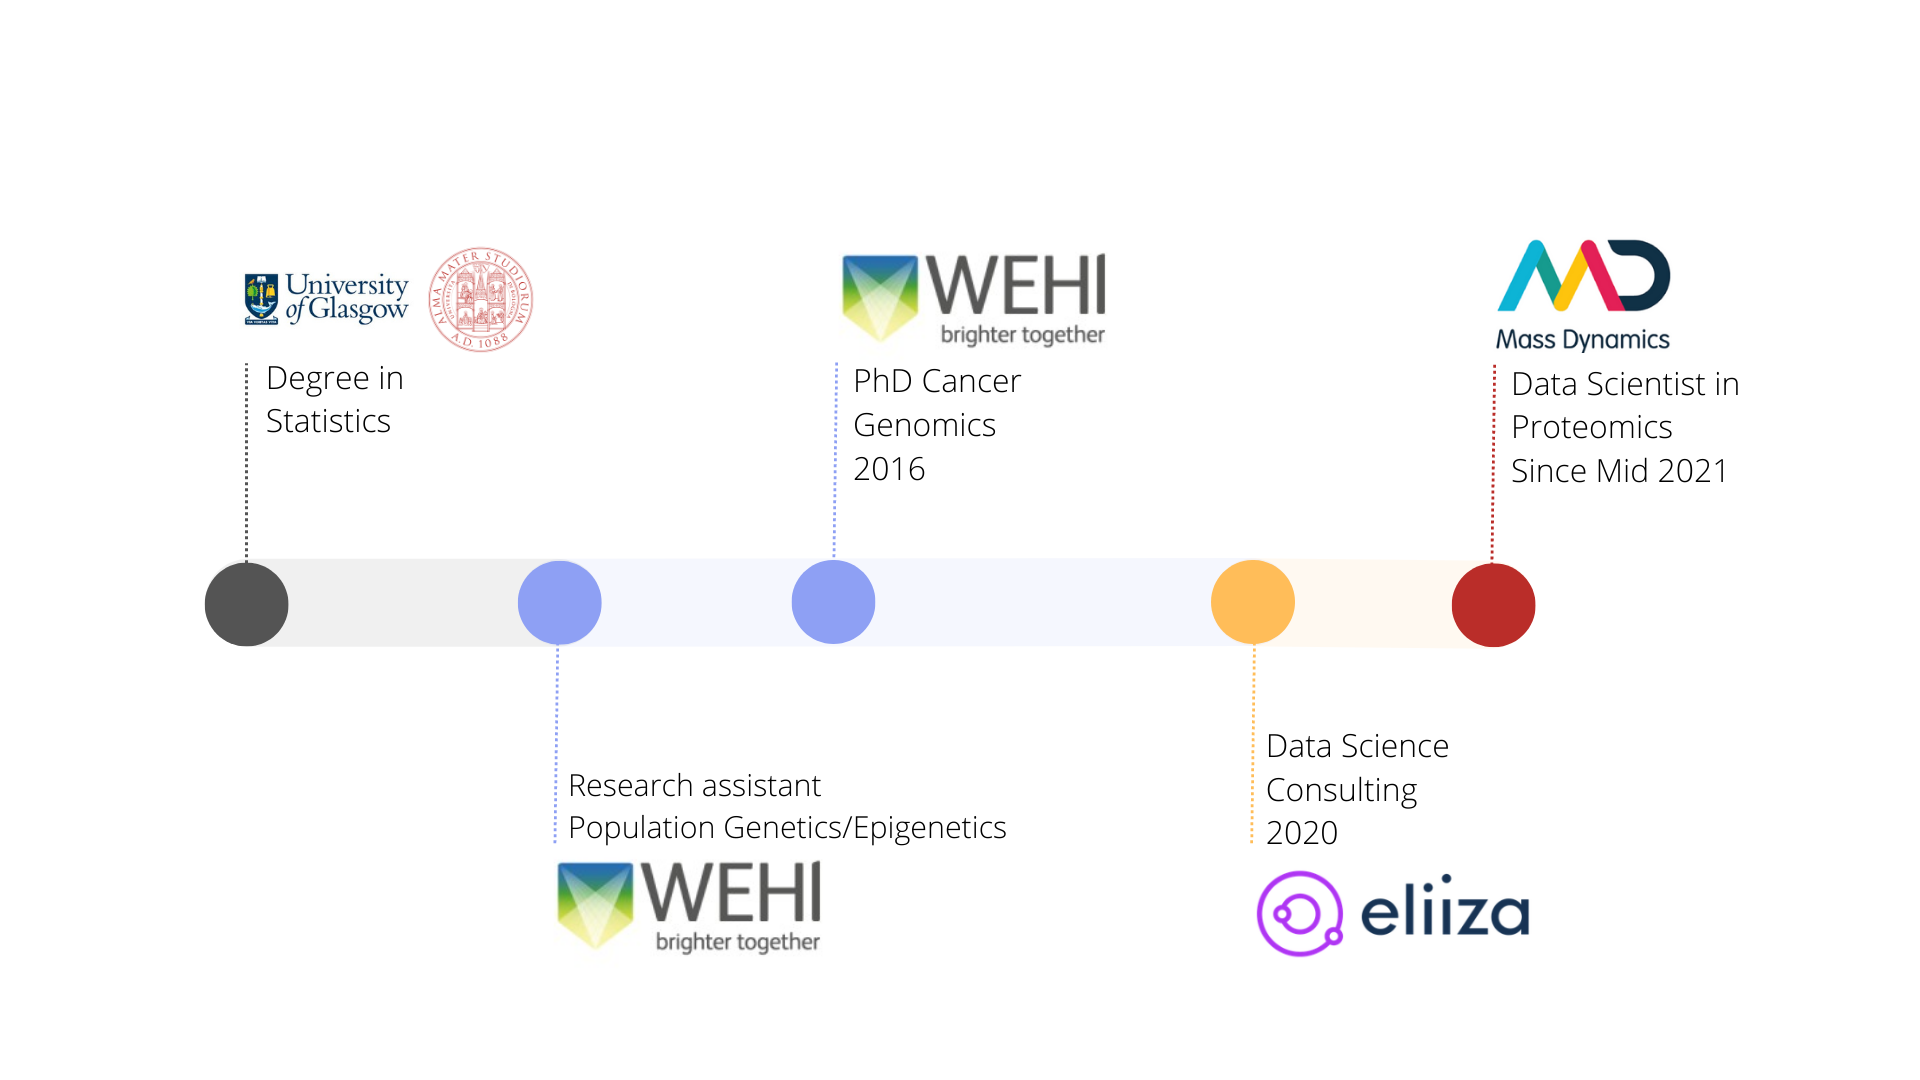 University
of Glasgow
ALMA MATER STUDIORUM
A.D. 1088
Degree in
Statistics
WEHI
brighter together
PhD Cancer
Genomics
2016
Mass Dynamics
Data Scientist in
Proteomics
Since Mid 2021
Research assistant
Population Genetics/Epigenetics
WEHI
brighter together
Data Science
Consulting
2020
eliiza